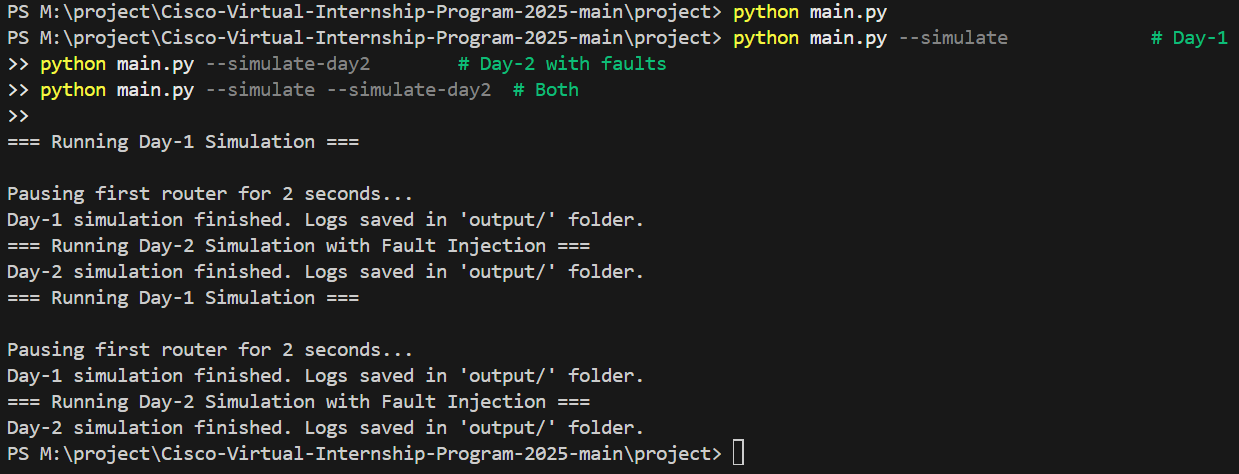 PS M:\project\Cisco-Virtual-Internship-Program-2025-main\project> python main.py
PS M:\project\Cisco-Virtual-Internship-Program-2025-main\project> python main.py --simulate             # Day-1
>> python main.py --simulate-day2        # Day-2 with faults
>> python main.py --simulate --simulate-day2  # Both
>>
=== Running Day-1 Simulation ===

Pausing first router for 2 seconds...
Day-1 simulation finished. Logs saved in 'output/' folder.
=== Running Day-2 Simulation with Fault Injection ===
Day-2 simulation finished. Logs saved in 'output/' folder.
=== Running Day-1 Simulation ===

Pausing first router for 2 seconds...
Day-1 simulation finished. Logs saved in 'output/' folder.
=== Running Day-2 Simulation with Fault Injection ===
Day-2 simulation finished. Logs saved in 'output/' folder.
PS M:\project\Cisco-Virtual-Internship-Program-2025-main\project>